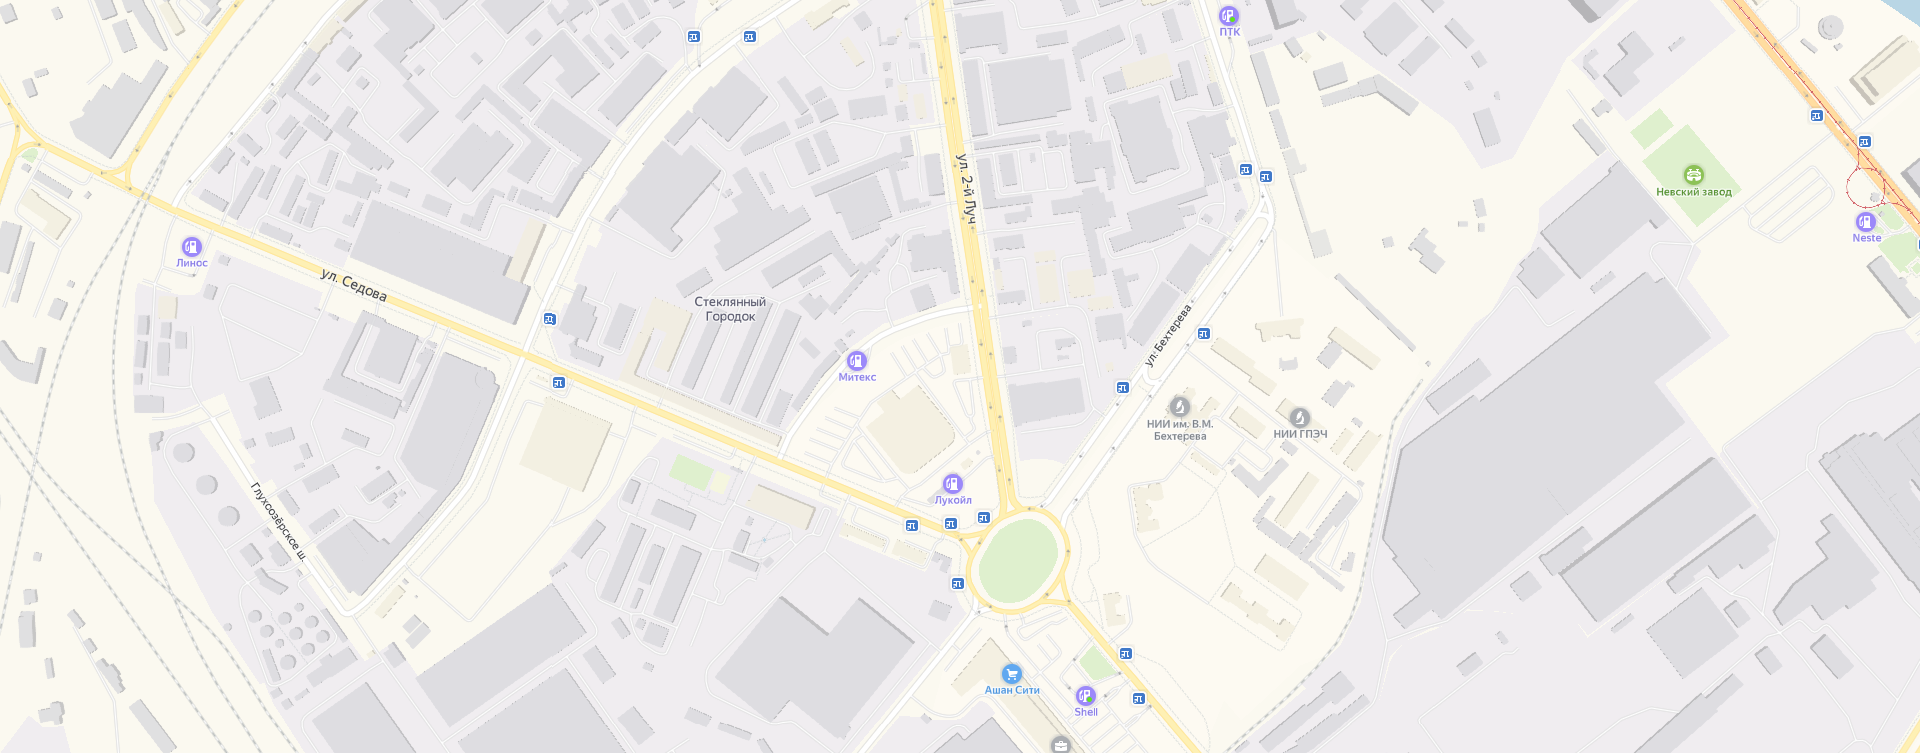 ПТК
ул. 2-й Луч
Невский завод
Neste
Линос
ул. Седова
Стеклянный
Городок
ул. Бехтерева
Митекс
НИИ им. В.М.
Бехтерева
НИИ ГПЭЧ
Лукойл
Глухоозёрское ш.
Ашан Сити
Shell